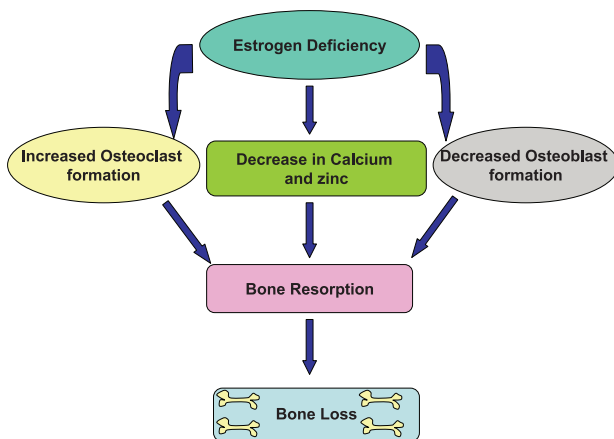 Estrogen Deficiency
Increased Osteoclast
formation
Decrease in Calcium
and zinc
Decreased Osteoblast
formation
Bone Resorption
Bone Loss